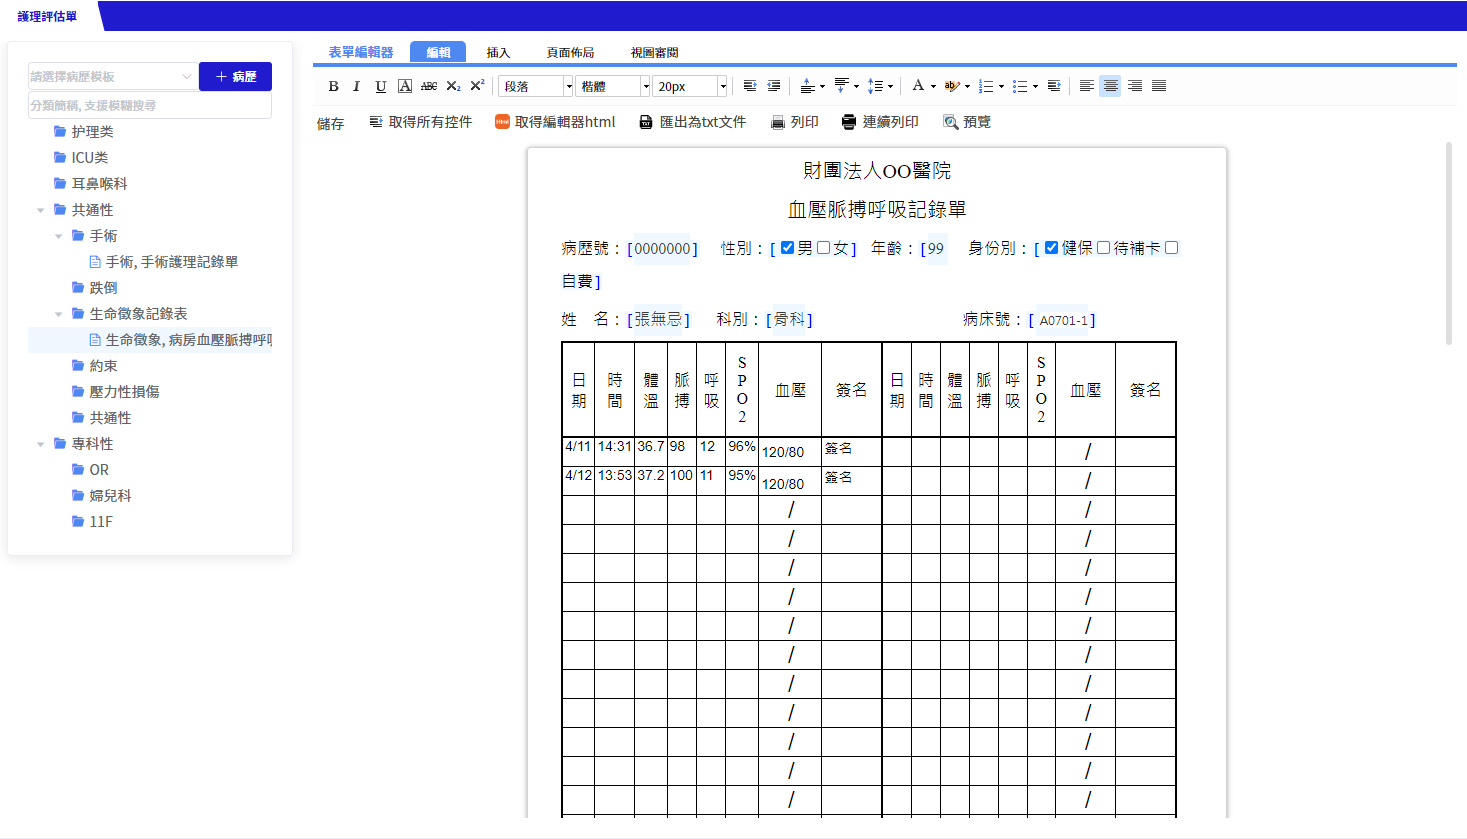 護理評估單
請選擇病歷模板
+ 病歷
分類簡稱, 支援模糊搜尋
护理类
ICU类
耳鼻喉科
共通性
手術
手術, 手術護理記錄單
跌倒
生命徵象記錄表
生命徵象, 病房血壓脈搏呼吸
約束
壓力性損傷
共通性
專科性
OR
婦兒科
11F
表單編輯器 編輯 插入 頁面佈局 視圖審閱
B I U A ABC X₂ X² 段落 楷體 20px A ab
儲存 取得所有控件 取得編輯器html 匯出為txt文件 列印 連續列印 預覽
財團法人OO醫院
血壓脈搏呼吸記錄單
病歷號：[0000000] 性別：[☑男☐女] 年齡：[99 身份別：[☑健保☐待補卡☐
自費]
姓 名：[張無忌] 科別：[骨科] 病床號：[ A0701-1]
日期 時間 體溫 脈搏 呼吸 SPO2 血壓 簽名 日期 時間 體溫 脈搏 呼吸 SPO2 血壓 簽名
4/11 14:31 36.7 98 12 96% 120/80 簽名 /
4/12 13:53 37.2 100 11 95% 120/80 簽名 /
/ /
/ /
/ /
/ /
/ /
/ /
/ /
/ /
/ /
/ /
/ /